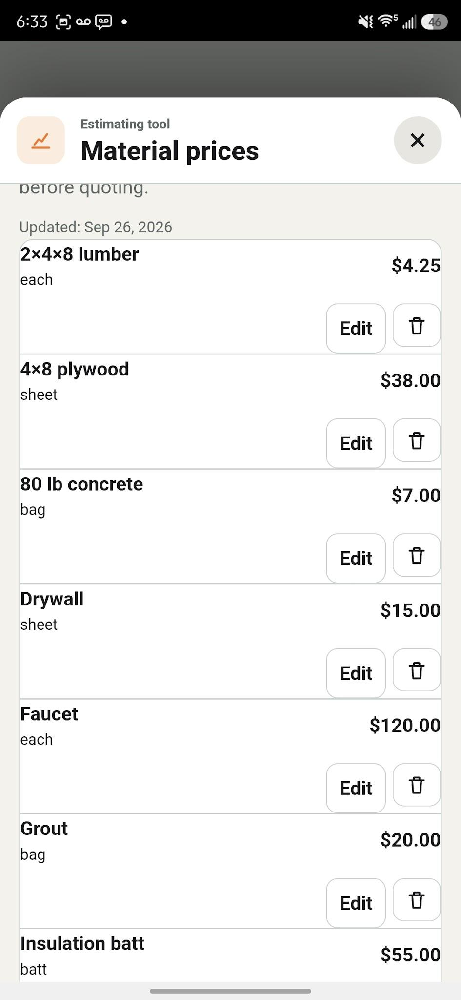 6:33
5
46
Estimating tool
Material prices
before quoting.
Updated: Sep 26, 2026
2×4×8 lumber
$4.25
each
Edit
4×8 plywood
$38.00
sheet
Edit
80 lb concrete
$7.00
bag
Edit
Drywall
$15.00
sheet
Edit
Faucet
$120.00
each
Edit
Grout
$20.00
bag
Edit
Insulation batt
$55.00
batt